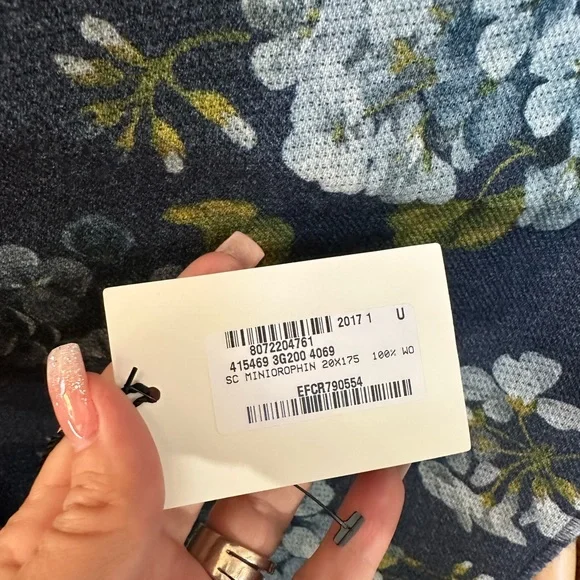 2017 1 U
8072204761
415469 3G200 4069
SC MINIOROPHIN 20X175 100% WO
EFCR790554